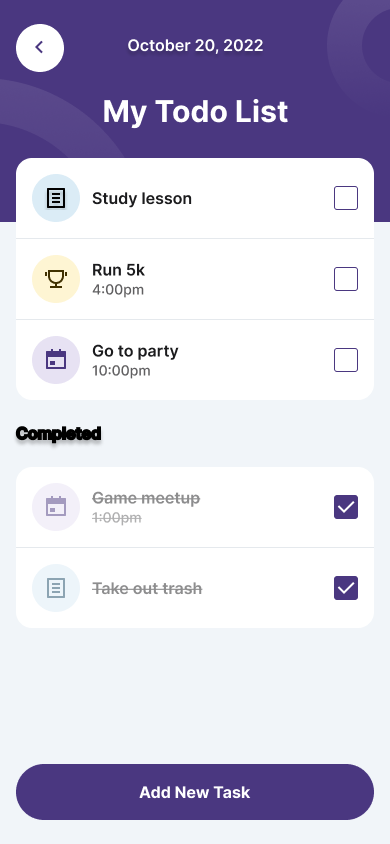 October 20, 2022
My Todo List
Study lesson
Run 5k
4:00pm
Go to party
10:00pm
Completed
Game meetup
1:00pm
Take out trash
Add New Task